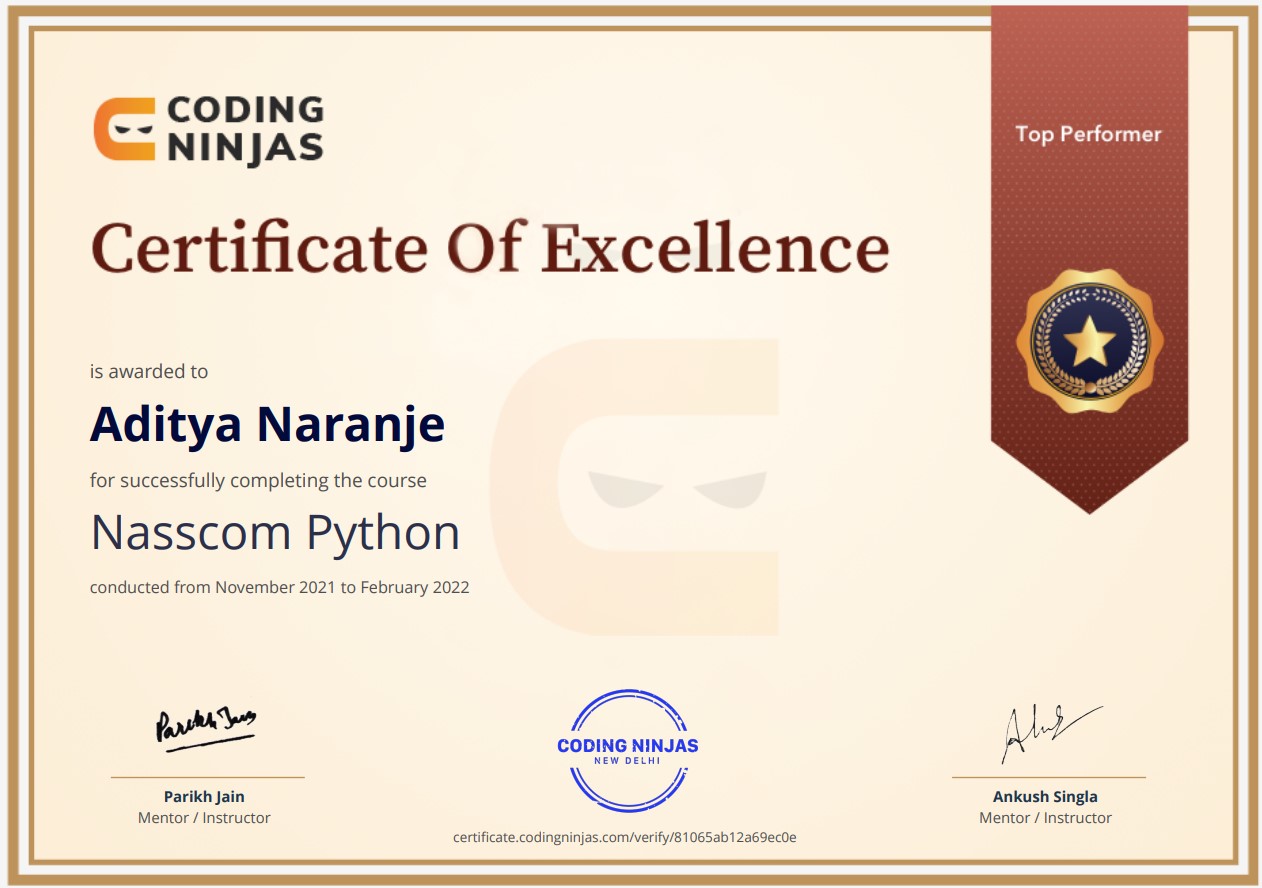 CODING
NINJAS
Top Performer
Certificate Of Excellence
is awarded to
Aditya Naranje
for successfully completing the course
Nasscom Python
conducted from November 2021 to February 2022
Parikh Jain
CODING NINJAS
NEW DELHI
Parikh Jain
Mentor / Instructor
Ankush Singla
Mentor / Instructor
certificate.codingninjas.com/verify/81065ab12a69ec0e